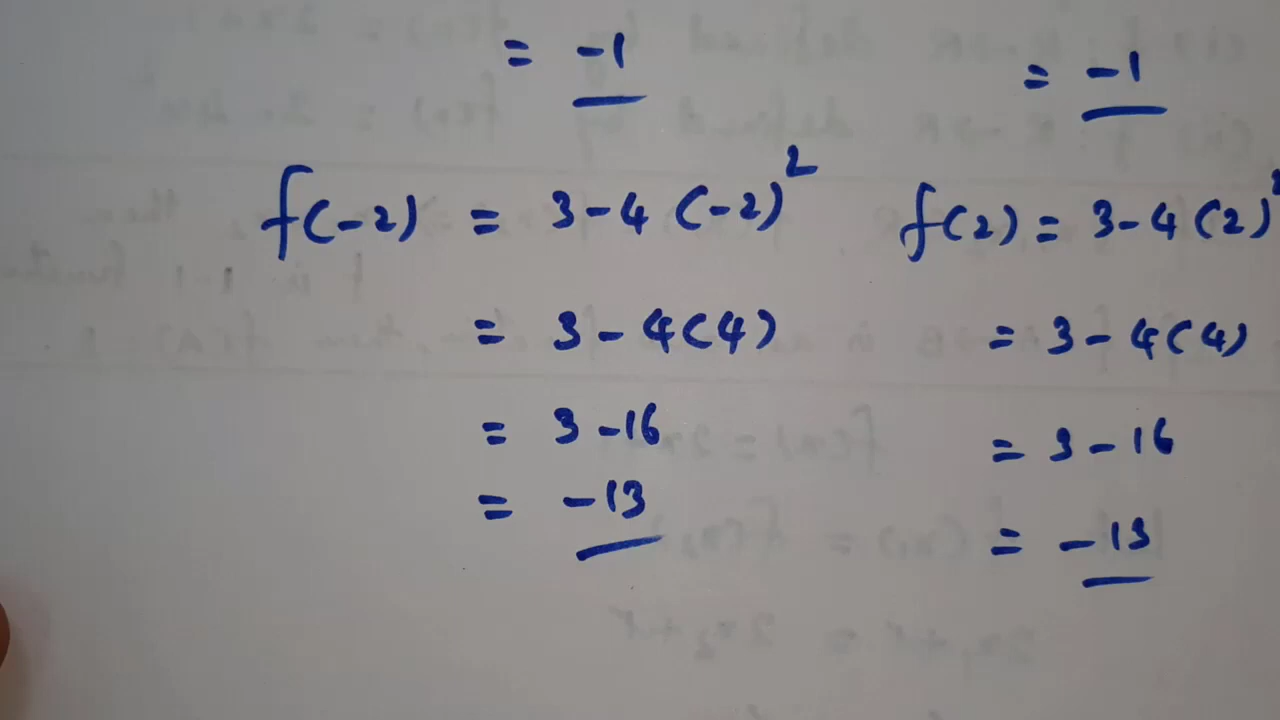 = -1 = -1
f(-2) = 3-4(-2)² f(2) = 3-4(2)²
= 3-4(4) = 3-4(4)
= 3-16 = 3-16
= -13 = -13